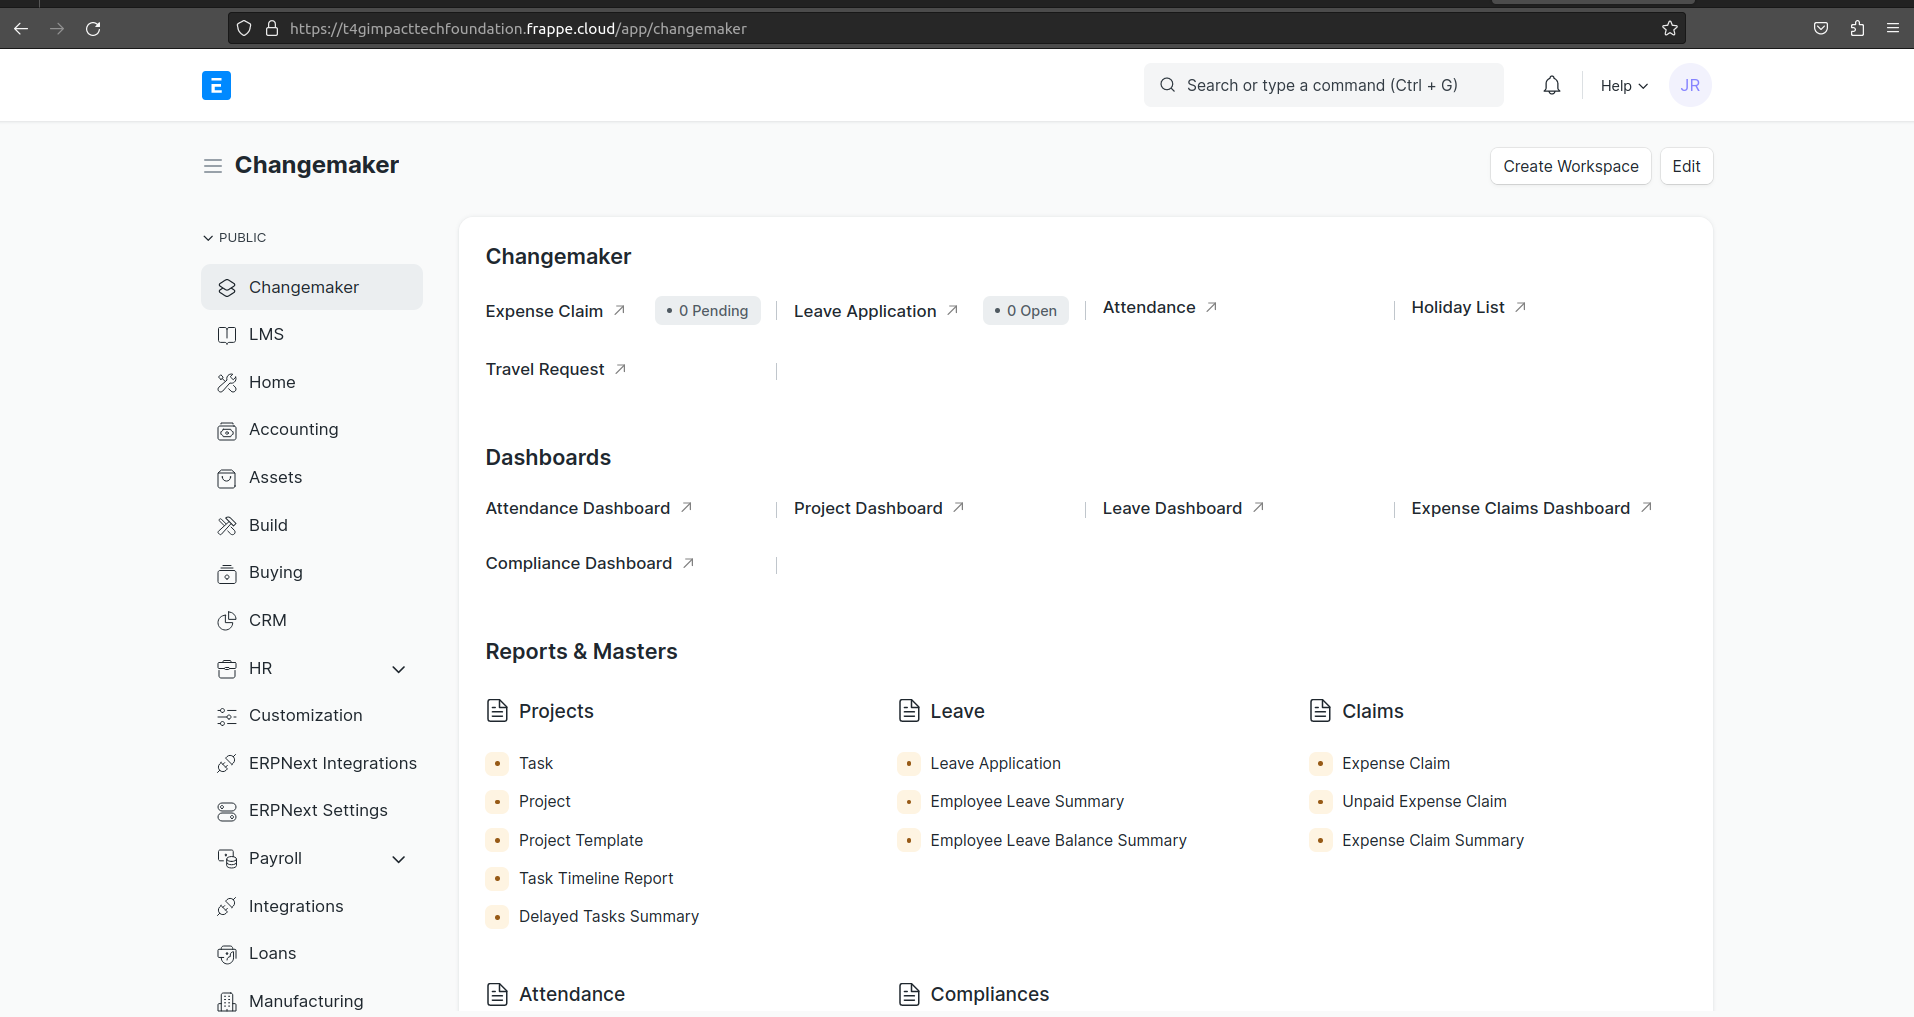 https://t4gimpacttechfoundation.frappe.cloud/app/changemaker
E
Search or type a command (Ctrl + G)
Help
JR
Changemaker
Create Workspace
Edit
PUBLIC
Changemaker
LMS
Home
Accounting
Assets
Build
Buying
CRM
HR
Customization
ERPNext Integrations
ERPNext Settings
Payroll
Integrations
Loans
Manufacturing
Changemaker
Expense Claim
0 Pending
Leave Application
0 Open
Attendance
Holiday List
Travel Request
Dashboards
Attendance Dashboard
Project Dashboard
Leave Dashboard
Expense Claims Dashboard
Compliance Dashboard
Reports & Masters
Projects
Task
Project
Project Template
Task Timeline Report
Delayed Tasks Summary
Leave
Leave Application
Employee Leave Summary
Employee Leave Balance Summary
Claims
Expense Claim
Unpaid Expense Claim
Expense Claim Summary
Attendance
Compliances